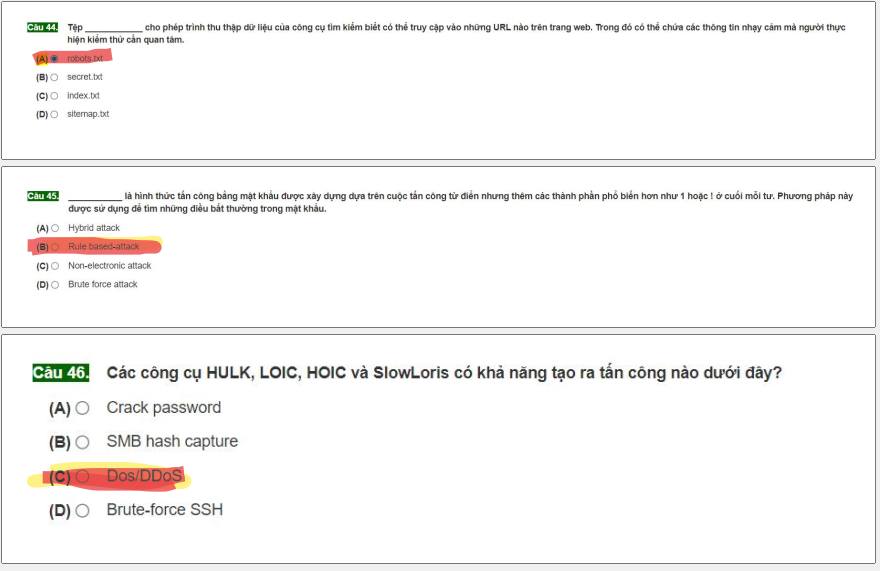 Câu 44. Tệp ____________ cho phép trình thu thập dữ liệu của công cụ tìm kiếm biết có thể truy cập vào những URL nào trên trang web. Trong đó có thể chứa các thông tin nhạy cảm mà người thực
hiện kiểm thử cần quan tâm.
(A) robots.txt
(B) secret.txt
(C) index.txt
(D) sitemap.txt
Câu 45. ___________ là hình thức tấn công bằng mật khẩu được xây dựng dựa trên cuộc tấn công từ điển nhưng thêm các thành phần phổ biến hơn như 1 hoặc ! ở cuối mỗi từ. Phương pháp này
được sử dụng để tìm những điều bất thường trong mật khẩu.
(A) Hybrid attack
(B) Rule based-attack
(C) Non-electronic attack
(D) Brute force attack
Câu 46. Các công cụ HULK, LOIC, HOIC và SlowLoris có khả năng tạo ra tấn công nào dưới đây?
(A) Crack password
(B) SMB hash capture
(C) Dos/DDoS
(D) Brute-force SSH